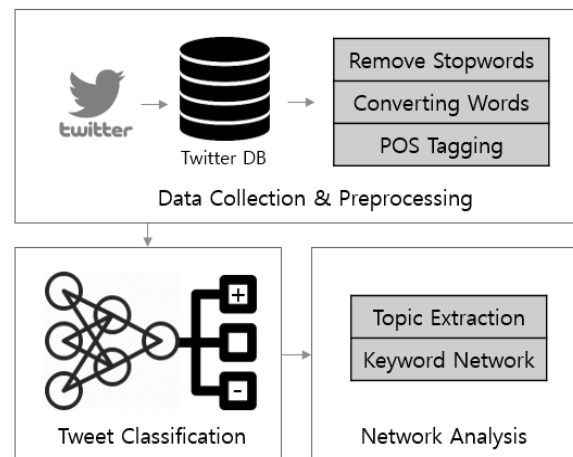 twitter
Twitter DB
Remove Stopwords
Converting Words
POS Tagging
Data Collection & Preprocessing
+
-
Tweet Classification
Topic Extraction
Keyword Network
Network Analysis